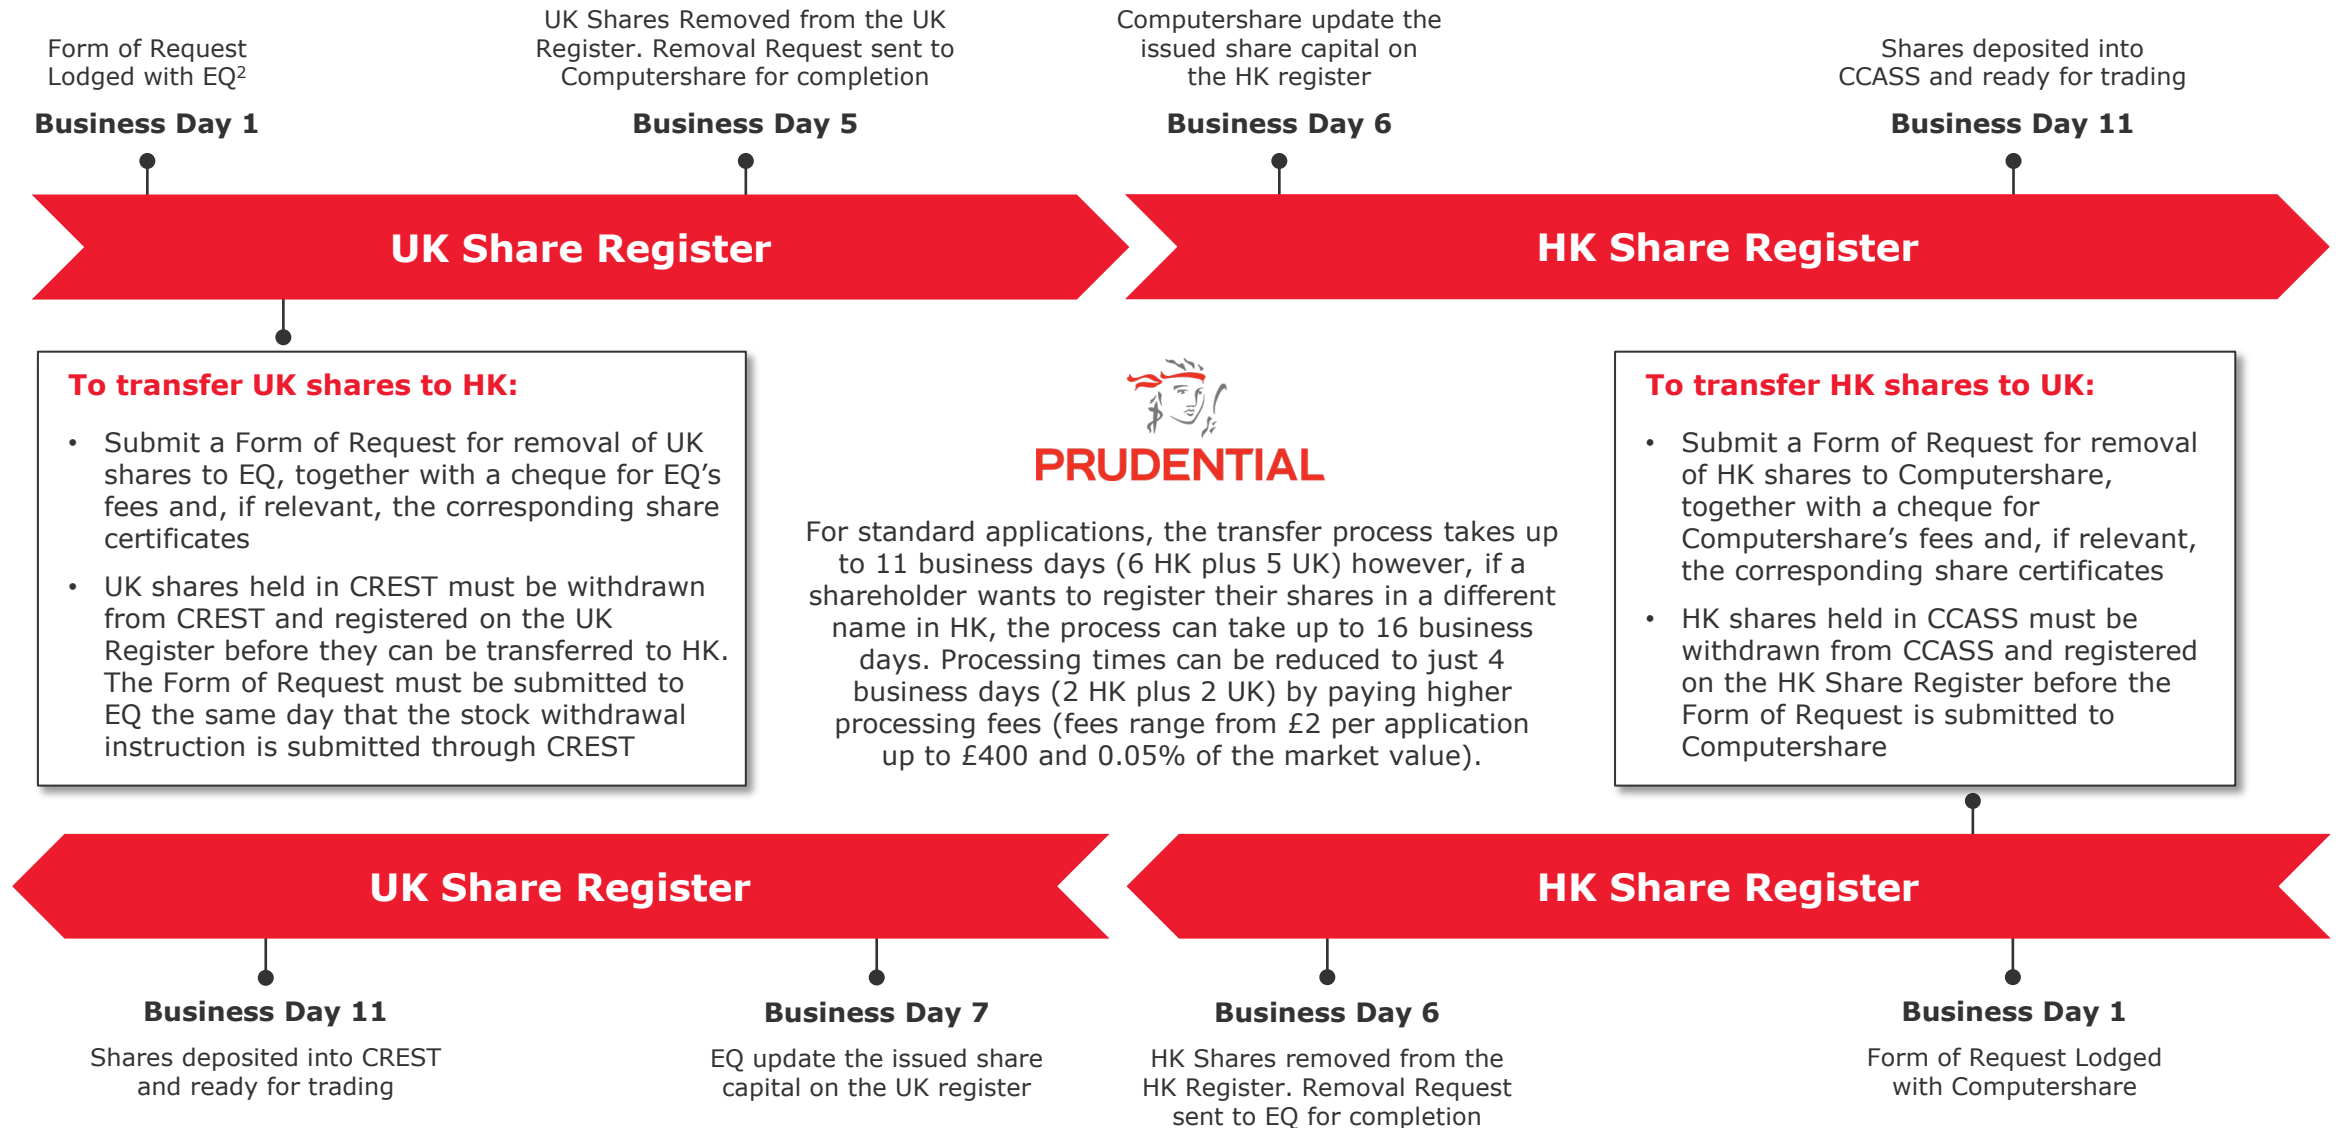 Form of Request
Lodged with EQ2
Business Day 1
UK Shares Removed from the UK
Register. Removal Request sent to
Computershare for completion
Business Day 5
Computershare update the
issued share capital on
the HK register
Business Day 6
Shares deposited into
CCASS and ready for trading
Business Day 11
UK Share Register
HK Share Register
To transfer UK shares to HK:
• Submit a Form of Request for removal of UK
shares to EQ, together with a cheque for EQ’s
fees and, if relevant, the corresponding share
certificates
• UK shares held in CREST must be withdrawn
from CREST and registered on the UK
Register before they can be transferred to HK.
The Form of Request must be submitted to
EQ the same day that the stock withdrawal
instruction is submitted through CREST
PRUDENTIAL
For standard applications, the transfer process takes up
to 11 business days (6 HK plus 5 UK) however, if a
shareholder wants to register their shares in a different
name in HK, the process can take up to 16 business
days. Processing times can be reduced to just 4
business days (2 HK plus 2 UK) by paying higher
processing fees (fees range from £2 per application
up to £400 and 0.05% of the market value).
To transfer HK shares to UK:
• Submit a Form of Request for removal
of HK shares to Computershare,
together with a cheque for
Computershare’s fees and, if relevant,
the corresponding share certificates
• HK shares held in CCASS must be
withdrawn from CCASS and registered
on the HK Share Register before the
Form of Request is submitted to
Computershare
UK Share Register
HK Share Register
Business Day 11
Shares deposited into CREST
and ready for trading
Business Day 7
EQ update the issued share
capital on the UK register
Business Day 6
HK Shares removed from the
HK Register. Removal Request
sent to EQ for completion
Business Day 1
Form of Request Lodged
with Computershare